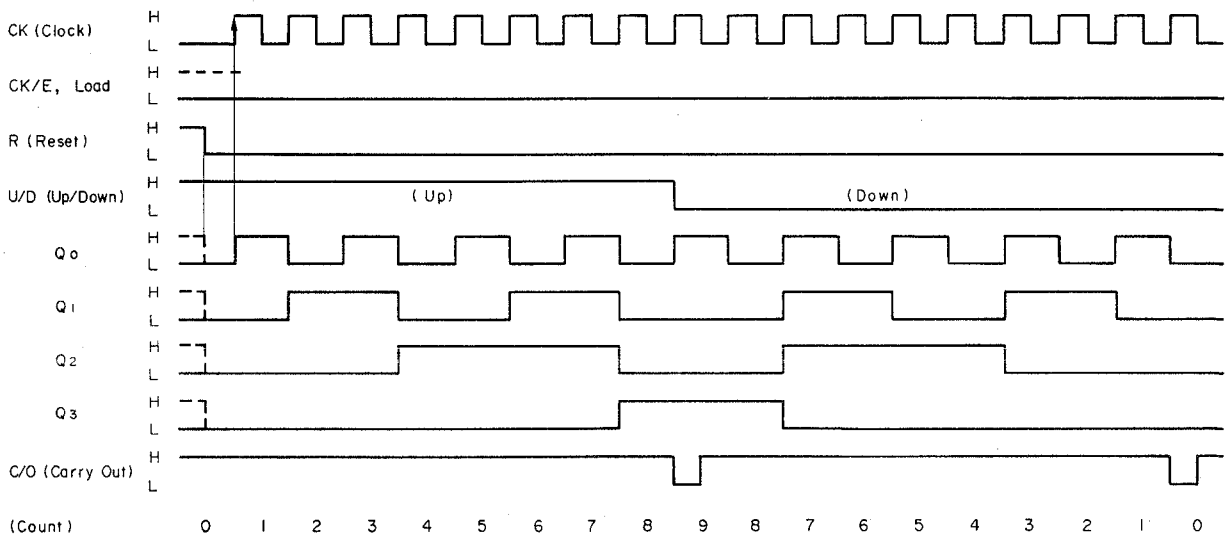 CK (Clock) H
L
CK/E, Load H
L
R (Reset) H
L
U/D (Up/Down) H (Up) (Down)
L
Q0 H
L
Q1 H
L
Q2 H
L
Q3 H
L
C/O (Carry Out) H
L
(Count) 0 1 2 3 4 5 6 7 8 9 8 7 6 5 4 3 2 1 0